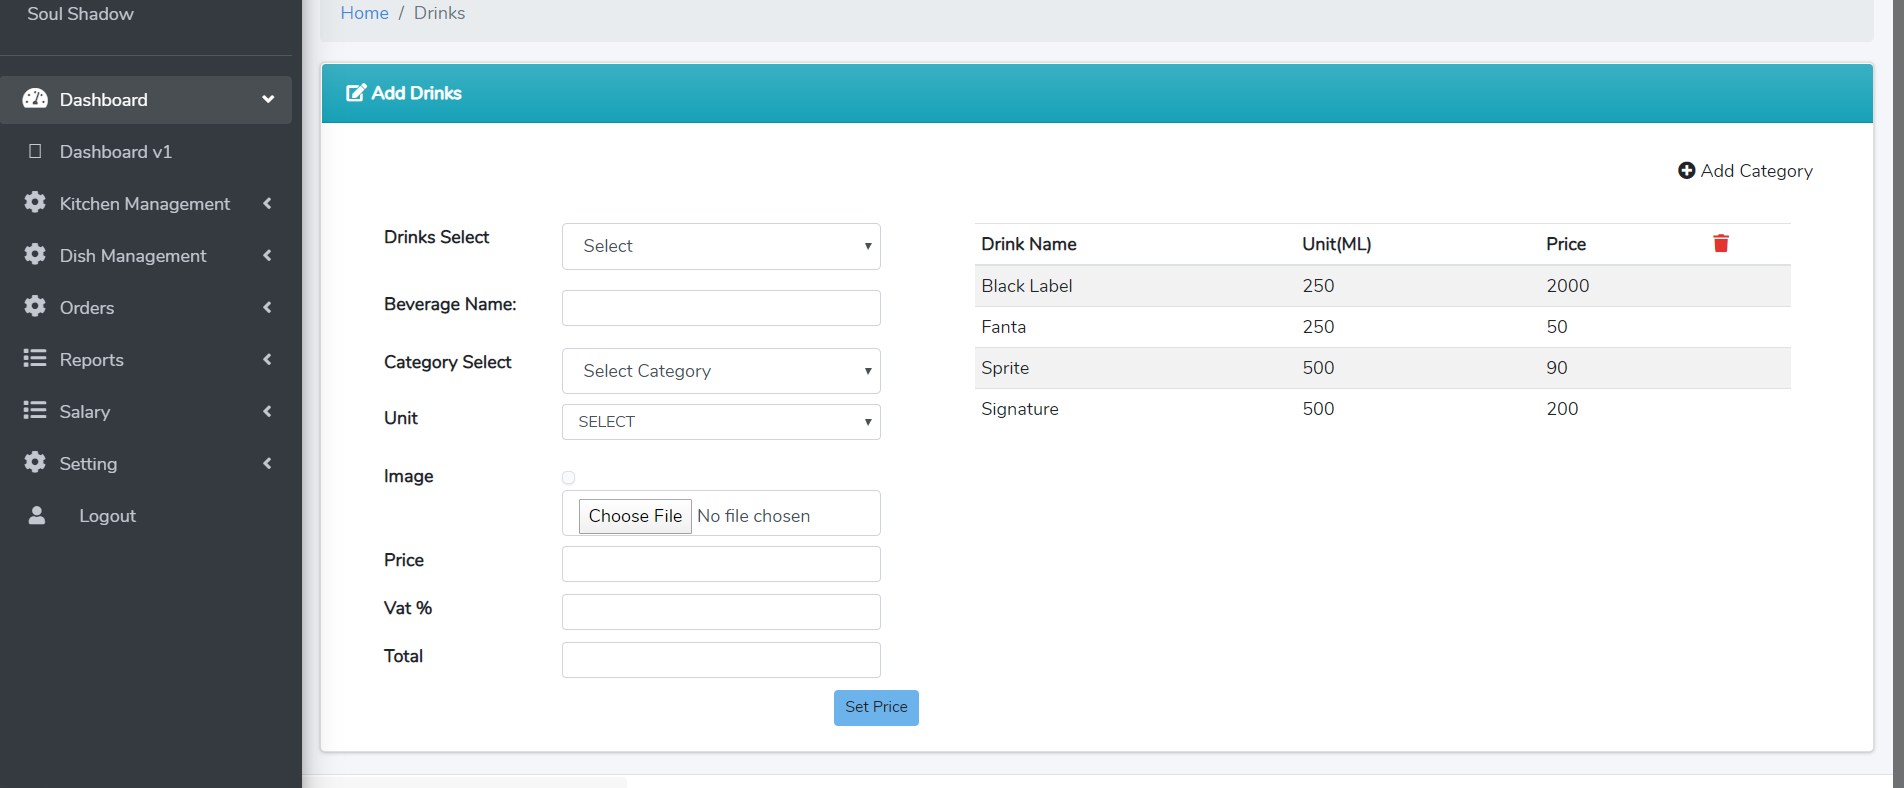 Soul Shadow
Home / Drinks
Dashboard
Dashboard v1
Kitchen Management
Dish Management
Orders
Reports
Salary
Setting
Logout
Add Drinks
Add Category
Drinks Select
Select
Beverage Name:
Category Select
Select Category
Unit
SELECT
Image
Choose File No file chosen
Price
Vat %
Total
Set Price
Drink Name Unit(ML) Price
Black Label 250 2000
Fanta 250 50
Sprite 500 90
Signature 500 200